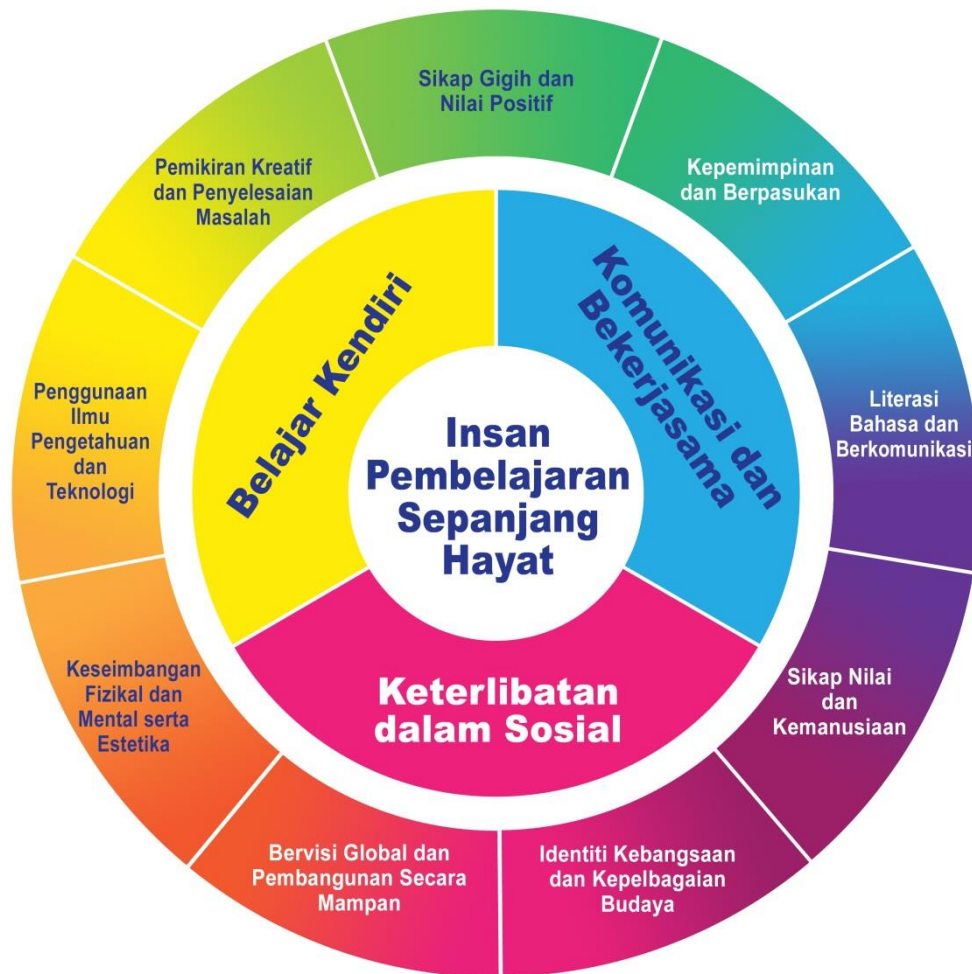 Sikap Gigih dan
Nilai Positif
Kepemimpinan
dan Berpasukan
Literasi
Bahasa dan
Berkomunikasi
Sikap Nilai
dan
Kemanusiaan
Identiti Kebangsaan
dan Kepelbagaian
Budaya
Bervisi Global dan
Pembangunan Secara
Mampan
Keseimbangan
Fizikal dan
Mental serta
Estetika
Penggunaan
Ilmu
Pengetahuan
dan
Teknologi
Pemikiran Kreatif
dan Penyelesaian
Masalah
Belajar Kendiri
Komunikasi dan
Bekerjasama
Keterlibatan
dalam Sosial
Insan
Pembelajaran
Sepanjang
Hayat